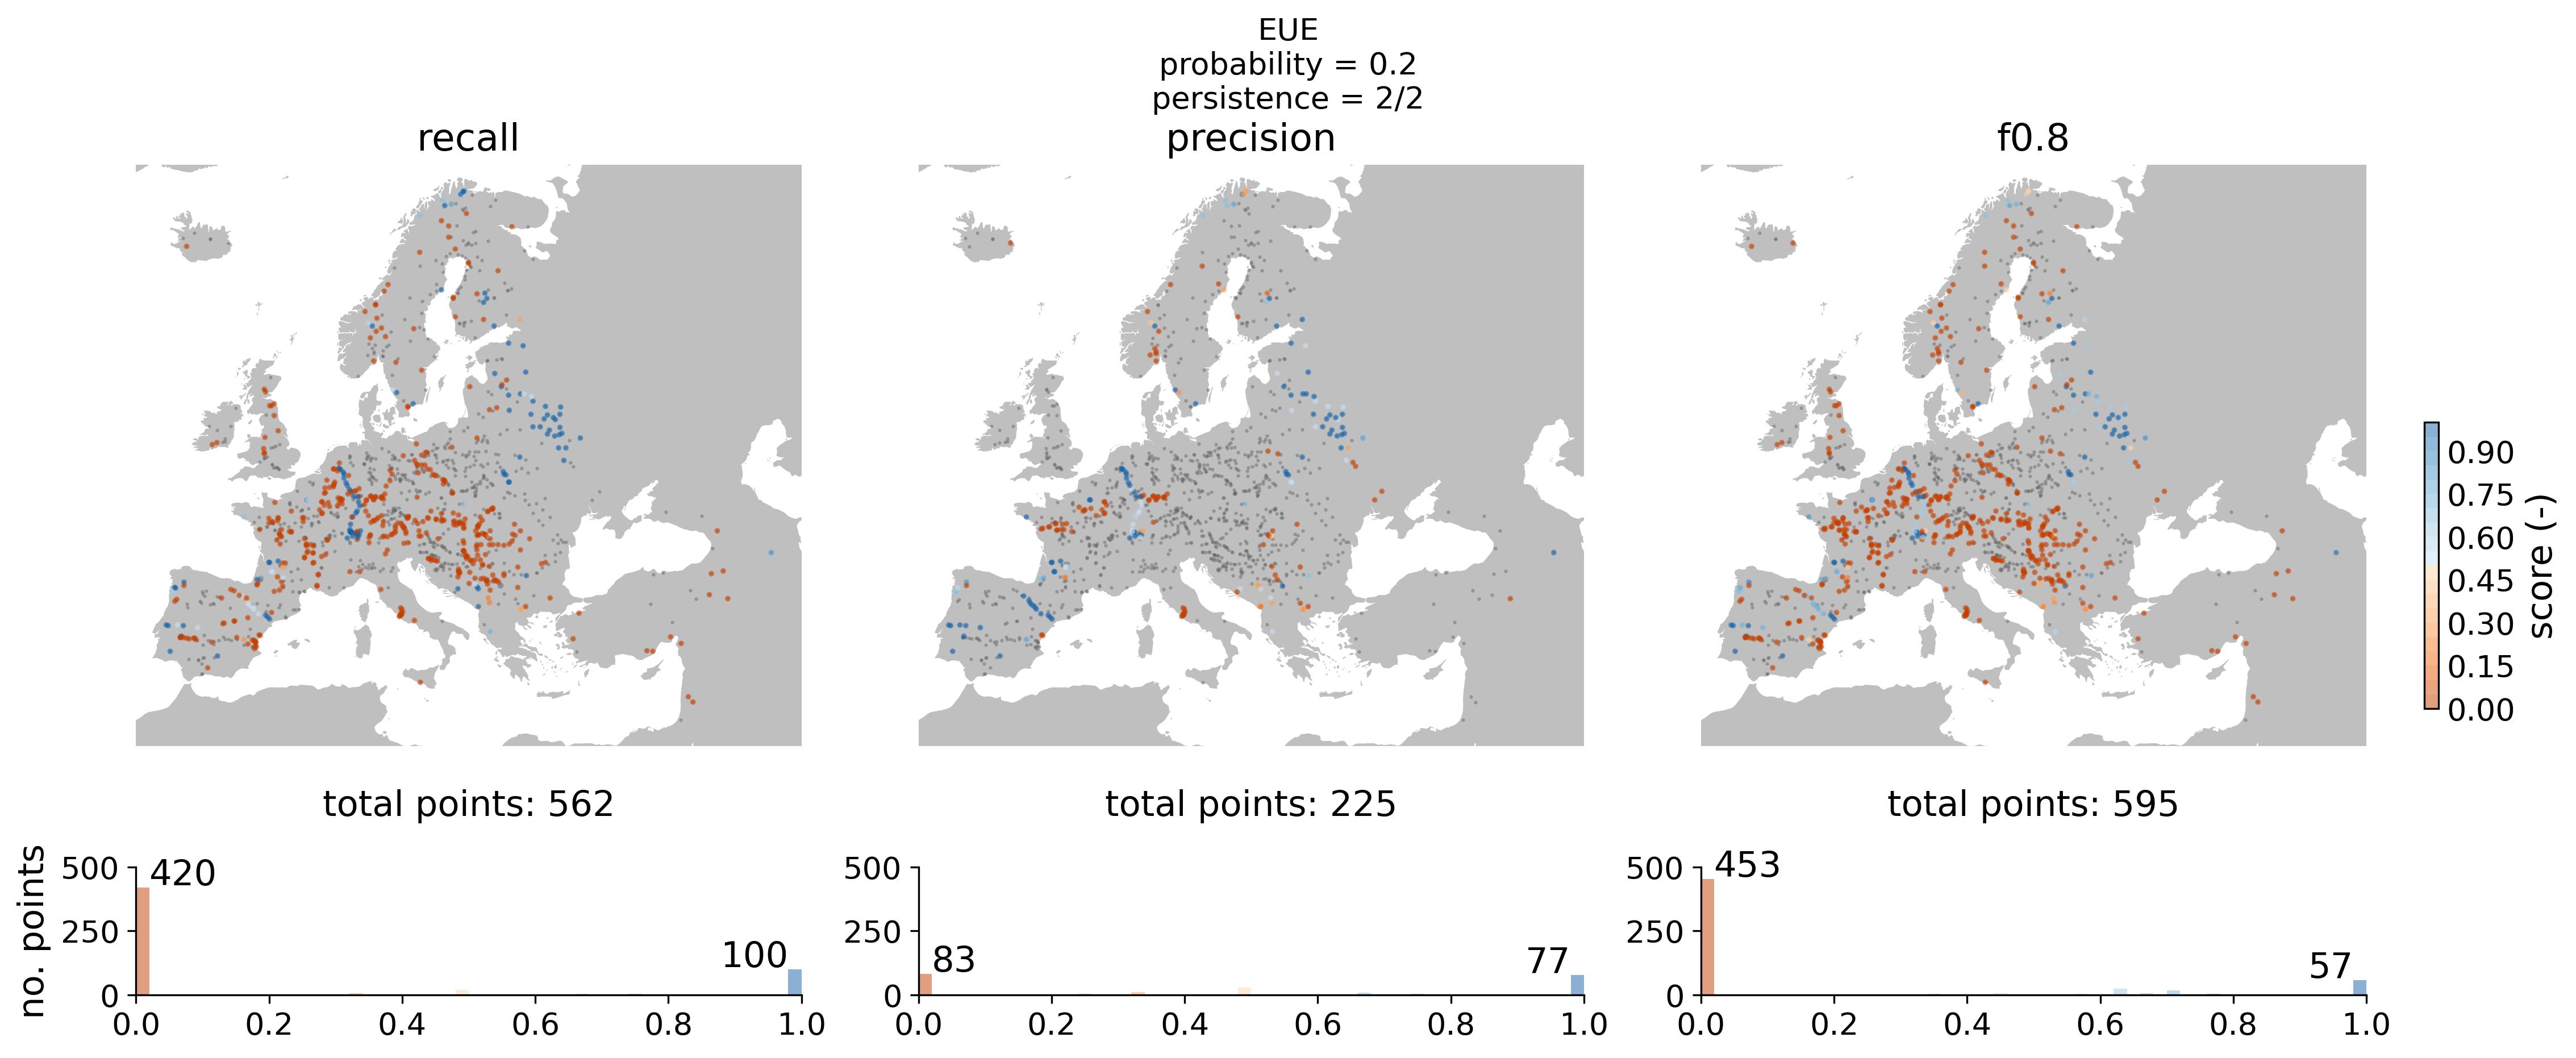 EUE
probability = 0.2
persistence = 2/2
recall
precision
f0.8
0.90
0.75
0.60
0.45
0.30
0.15
0.00
score (-)
total points: 562
total points: 225
total points: 595
no. points
500
250
0
420
100
0.0 0.2 0.4 0.6 0.8 1.0
500
250
0
83
77
0.0 0.2 0.4 0.6 0.8 1.0
500
250
0
453
57
0.0 0.2 0.4 0.6 0.8 1.0